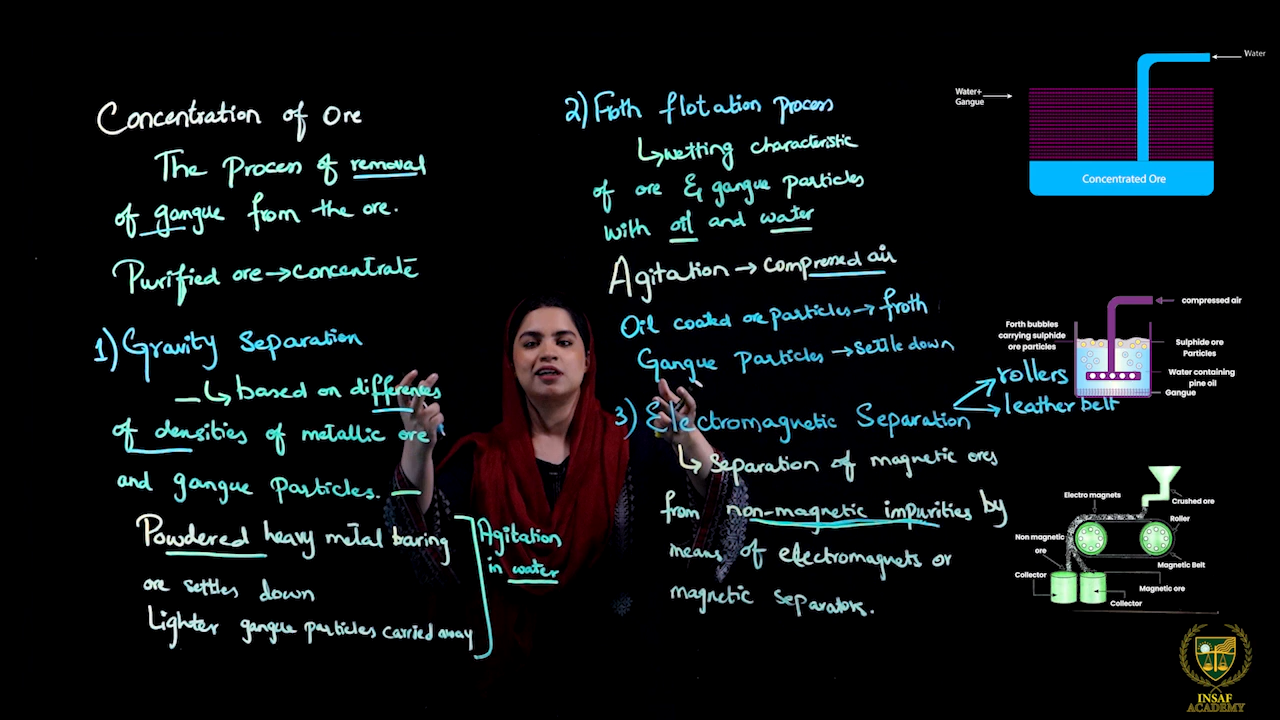 Concentration of Ore
The Process of removal
of gangue from the ore.
Purified ore → concentrate
1) Gravity Separation
based on differences
of densities of metallic ore
and gangue particles.
Powdered heavy metal baring
ore settles down
Lighter gangue particles carried away
Agitation
in water
2) Froth flotation process
wetting characteristic
of ore & gangue particles
with oil and water
Agitation → compressed air
Oil coated ore particles → froth
Gangue Particles → settle down
3) Electromagnetic Separation
rollers
leather belt
Separation of magnetic ores
from non-magnetic impurities by
means of electromagnets or
magnetic separators.
Water
Water+
Gangue
Concentrated Ore
compressed air
Forth bubbles
carrying sulphide
ore particles
Sulphide ore
Particles
Water containing
pine oil
Gangue
Electro magnets
Crushed ore
Roller
Non magnetic
ore
Magnetic Belt
Collector
Magnetic ore
Collector
INSAF
ACADEMY